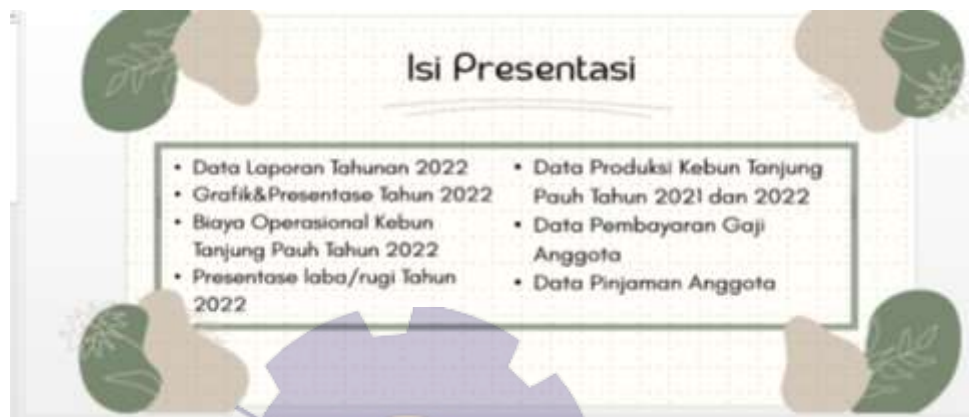 Isi Presentasi
• Data Laporan Tahunan 2022
• Grafik&Presentase Tahun 2022
• Biaya Operasional Kebun
Tanjung Pauh Tahun 2022
• Presentase laba/rugi Tahun
2022
• Data Produksi Kebun Tanjung
Pauh Tahun 2021 dan 2022
• Data Pembayaran Gaji
Anggota
• Data Pinjaman Anggota